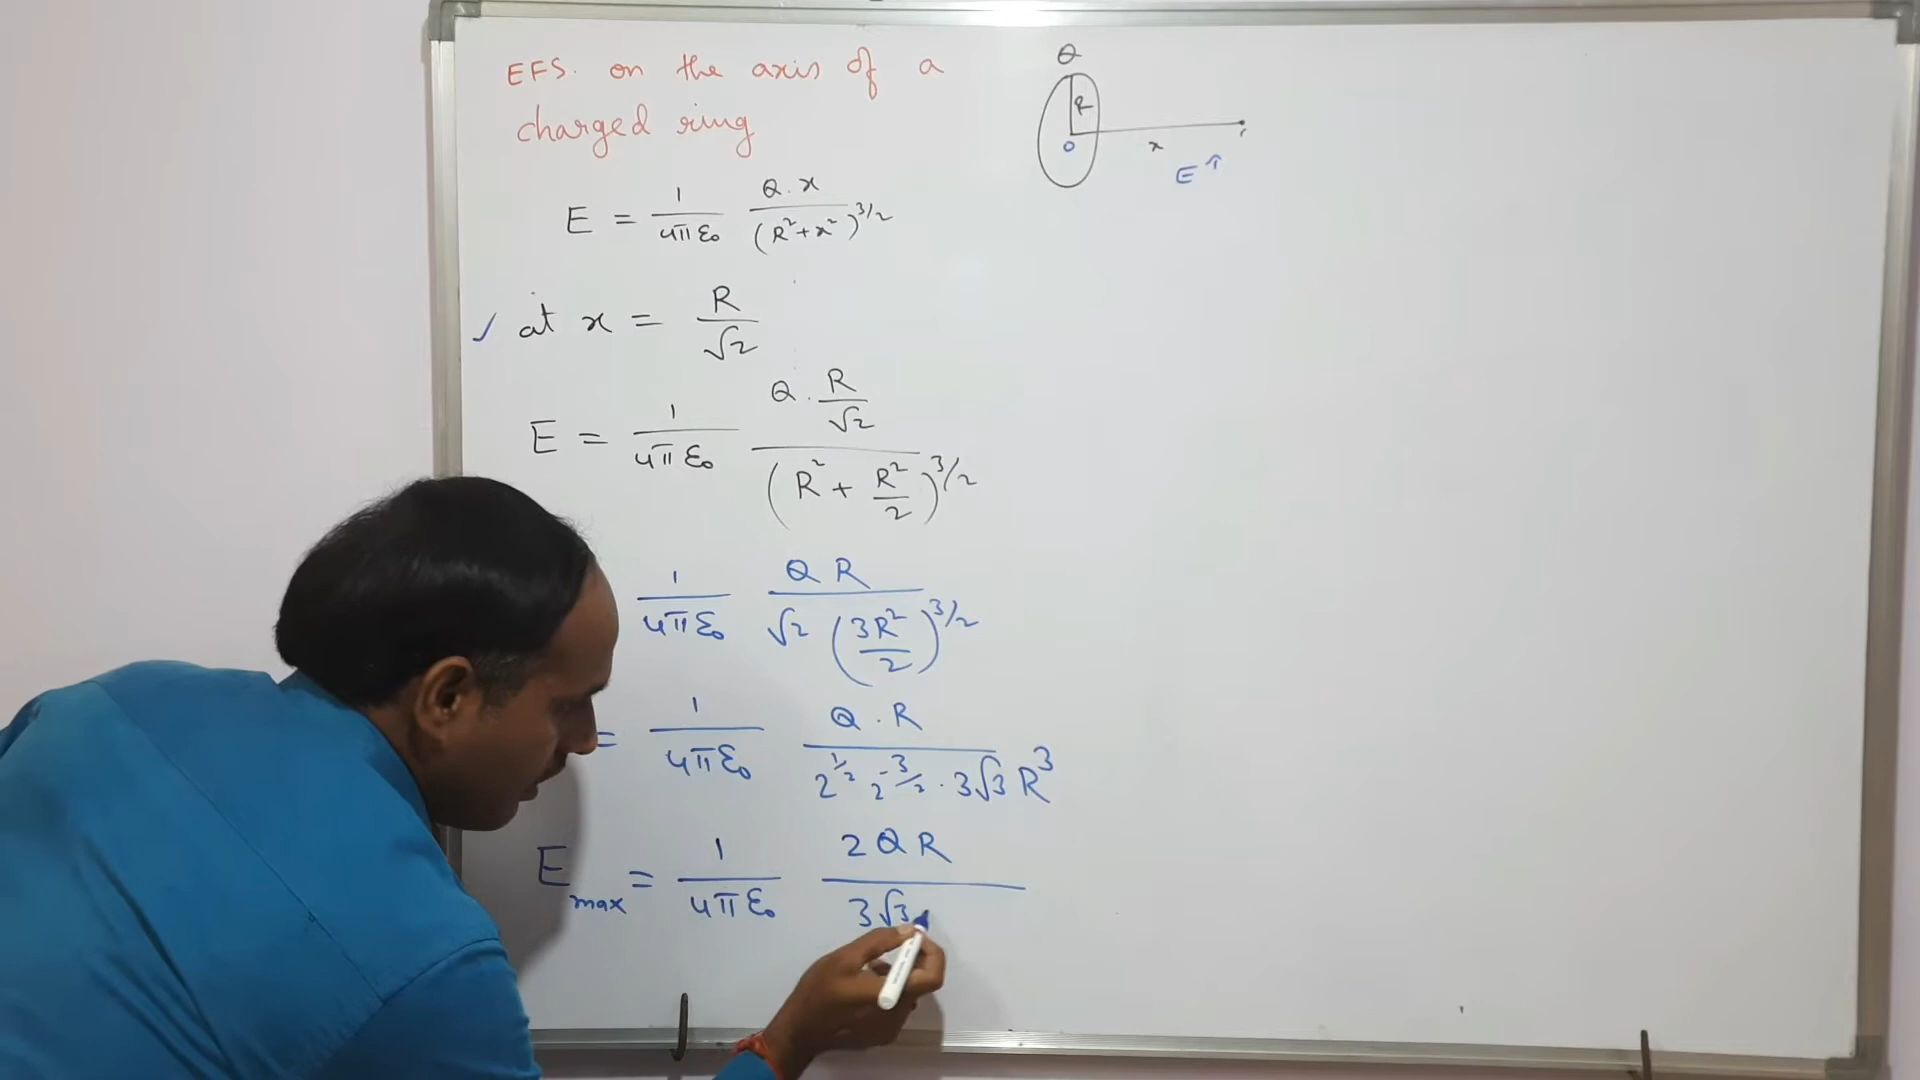 EFS. on the axis of a
charged ring
E = 1/4πε₀ Q.x/(R²+x²)^3/2
✓ at x = R/√2
E = 1/4πε₀ Q.R/√2/(R² + R²/2)^3/2
1/4πε₀ QR/√2 (3R²/2)^3/2
= 1/4πε₀ Q.R/2^1/2 2^-3/2 . 3√3 R³
E max = 1/4πε₀ 2QR/3√3
Q
R
O
x
E↑